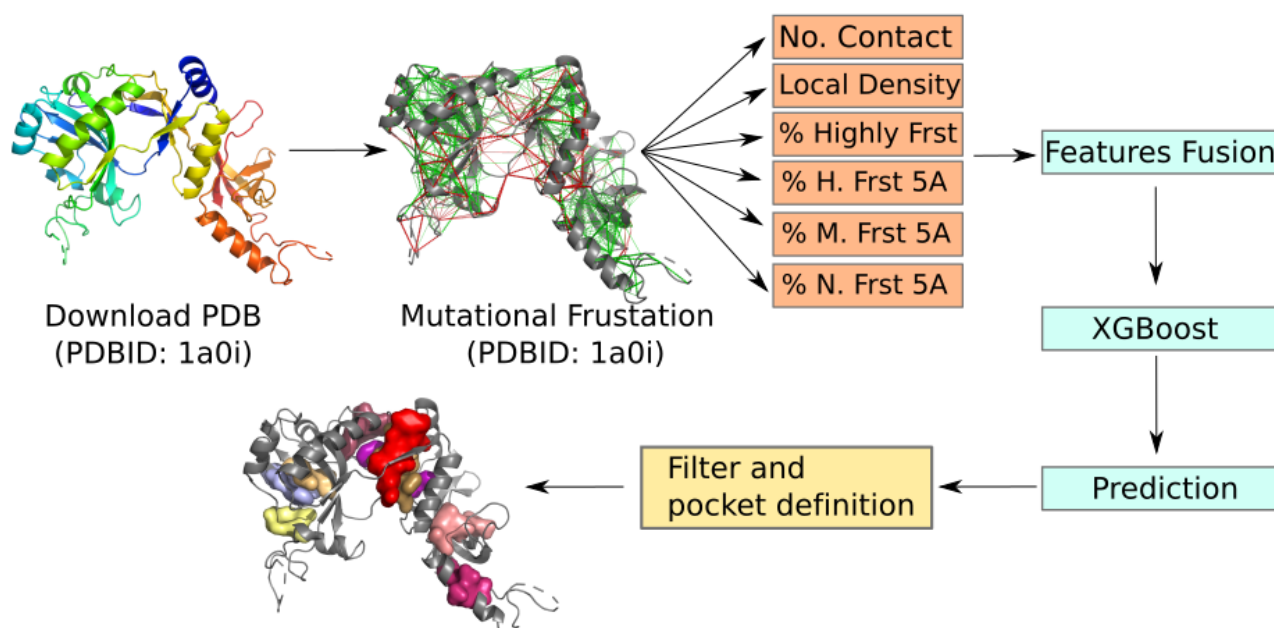 No. Contact
Local Density
% Highly Frst
% H. Frst 5A
% M. Frst 5A
% N. Frst 5A
Features Fusion
Download PDB
(PDBID: 1a0i)
Mutational Frustation
(PDBID: 1a0i)
XGBoost
Filter and
pocket definition
Prediction